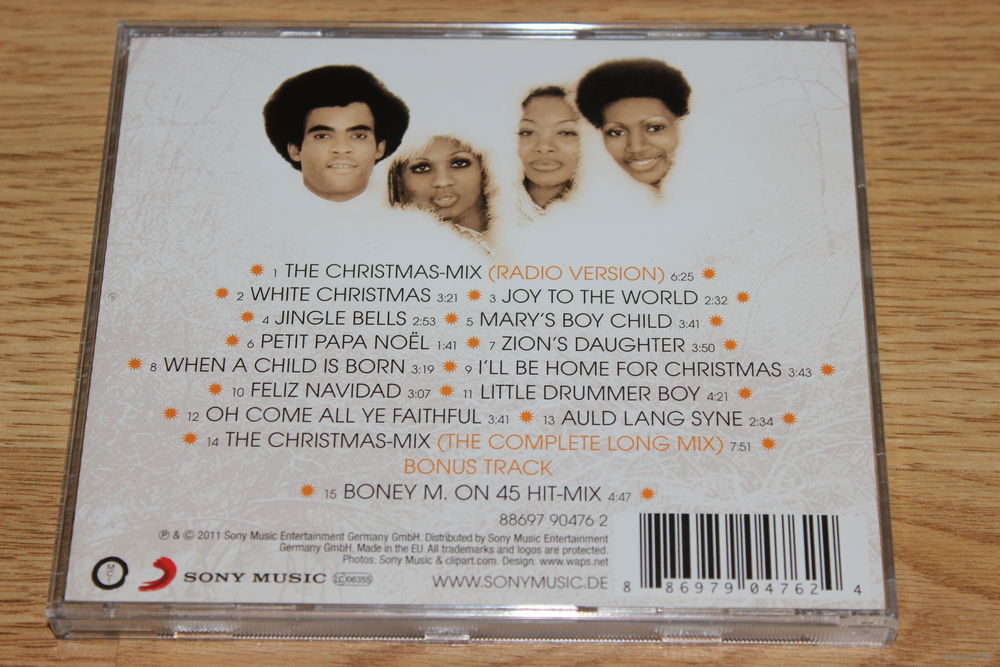 1 THE CHRISTMAS-MIX (RADIO VERSION) 6:25
2 WHITE CHRISTMAS 3:21 3 JOY TO THE WORLD 2:32
4 JINGLE BELLS 2:53 5 MARY'S BOY CHILD 3:41
6 PETIT PAPA NOËL 1:41 7 ZION'S DAUGHTER 3:50
8 WHEN A CHILD IS BORN 3:19 9 I'LL BE HOME FOR CHRISTMAS 3:43
10 FELIZ NAVIDAD 3:07 11 LITTLE DRUMMER BOY 4:21
12 OH COME ALL YE FAITHFUL 3:41 13 AULD LANG SYNE 2:34
14 THE CHRISTMAS-MIX (THE COMPLETE LONG MIX) 7:51
BONUS TRACK
15 BONEY M. ON 45 HIT-MIX 4:47
88697 90476 2
℗ & © 2011 Sony Music Entertainment Germany GmbH. Distributed by Sony Music Entertainment
Germany GmbH. Made in the EU. All trademarks and logos are protected.
Photos: Sony Music & clipart.com. Design: www.waps.net
MCI SONY MUSIC LC 06355 WWW.SONYMUSIC.DE
8 86979 04762 4